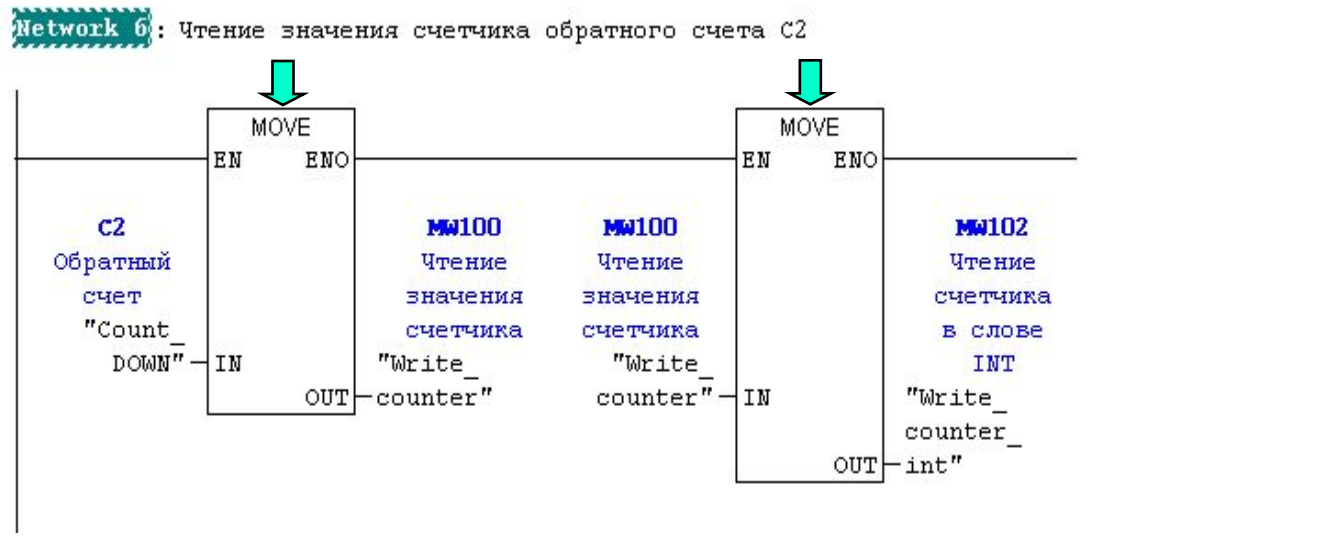 Network 6: Чтение значения счетчика обратного счета C2
MOVE
EN ENO
C2
Обратный
счет
"Count_
DOWN"
IN
OUT
MW100
Чтение
значения
счетчика
"Write_
counter"
MW100
Чтение
значения
счетчика
"Write_
counter"
MOVE
EN ENO
IN
OUT
MW102
Чтение
счетчика
в слове
INT
"Write_
counter_
int"